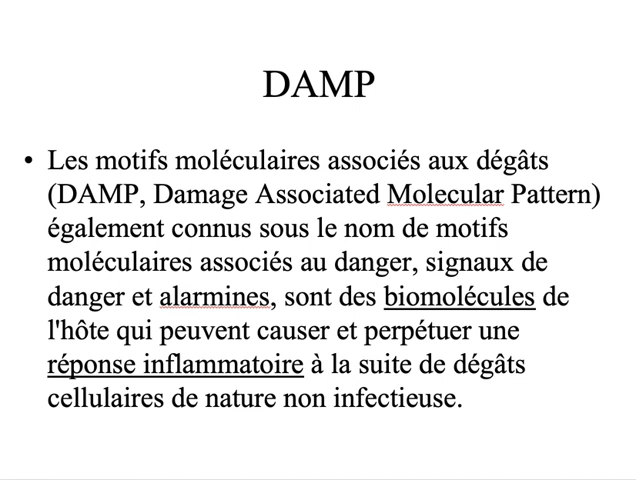 DAMP
• Les motifs moléculaires associés aux dégâts
(DAMP, Damage Associated Molecular Pattern)
également connus sous le nom de motifs
moléculaires associés au danger, signaux de
danger et alarmines, sont des biomolécules de
l'hôte qui peuvent causer et perpétuer une
réponse inflammatoire à la suite de dégâts
cellulaires de nature non infectieuse.